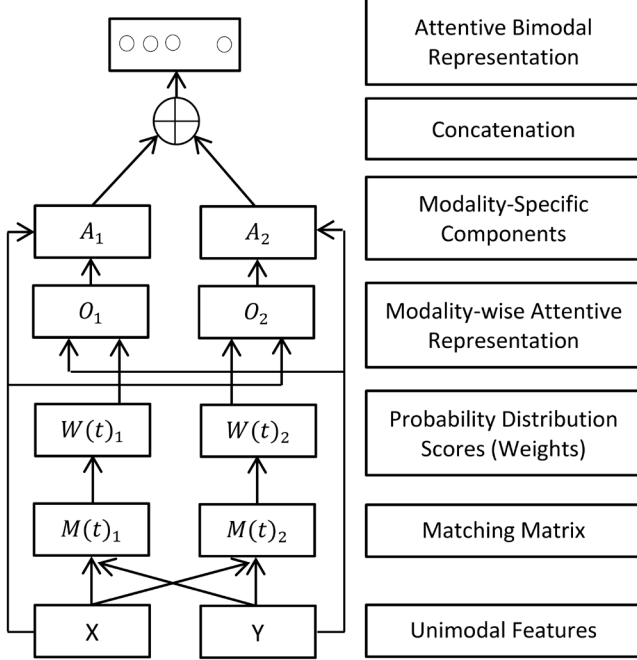 Attentive Bimodal
Representation
Concatenation
A₁
A₂
Modality-Specific
Components
O₁
O₂
Modality-wise Attentive
Representation
W(t)₁
W(t)₂
Probability Distribution
Scores (Weights)
M(t)₁
M(t)₂
Matching Matrix
X
Y
Unimodal Features